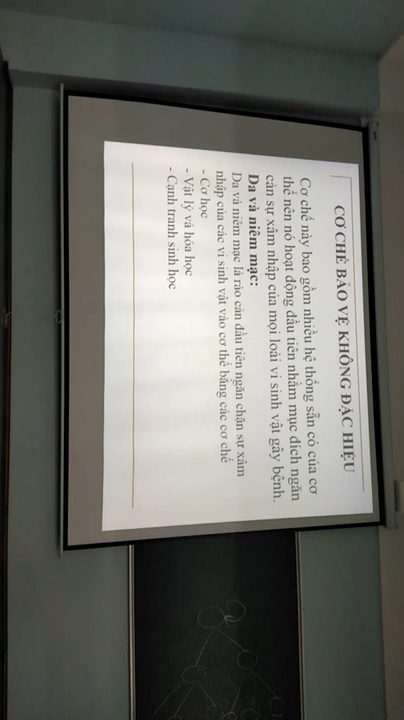 CƠ CHẾ BẢO VỆ KHÔNG ĐẶC HIỆU
Cơ chế này bao gồm nhiều hệ thống sẵn có của cơ
thể nên nó hoạt động đầu tiên nhằm mục đích ngăn
cản sự xâm nhập của mọi loài vi sinh vật gây bệnh.
Da và niêm mạc:
Da và niêm mạc là rào cản đầu tiên ngăn chăn sự xâm
nhập của các vi sinh vật vào cơ thể bằng các cơ chế
- Cơ học
- Vật lý và hóa học
- Cạnh tranh sinh học